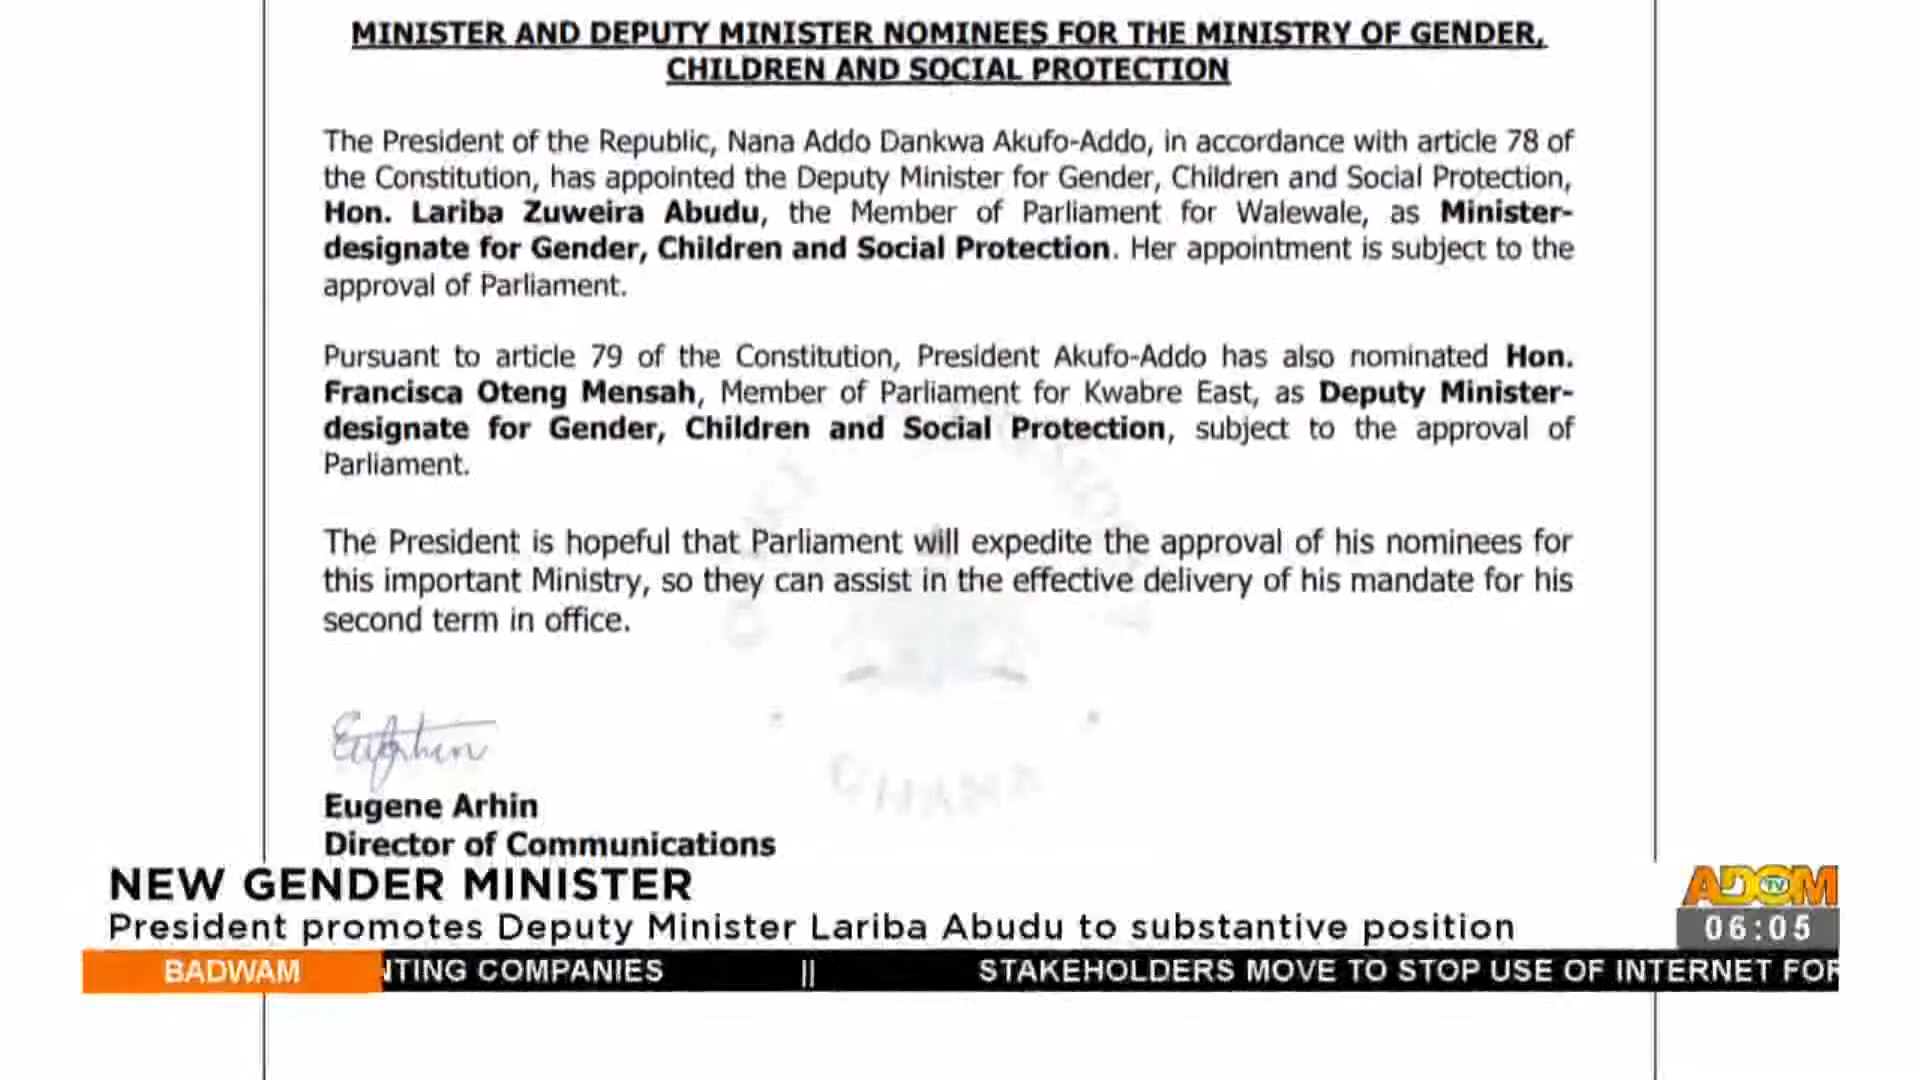 MINISTER AND DEPUTY MINISTER NOMINEES FOR THE MINISTRY OF GENDER,
CHILDREN AND SOCIAL PROTECTION
The President of the Republic, Nana Addo Dankwa Akufo-Addo, in accordance with article 78 of
the Constitution, has appointed the Deputy Minister for Gender, Children and Social Protection,
Hon. Lariba Zuweira Abudu, the Member of Parliament for Walewale, as Minister-
designate for Gender, Children and Social Protection. Her appointment is subject to the
approval of Parliament.
Pursuant to article 79 of the Constitution, President Akufo-Addo has also nominated Hon.
Francisca Oteng Mensah, Member of Parliament for Kwabre East, as Deputy Minister-
designate for Gender, Children and Social Protection, subject to the approval of
Parliament.
The President is hopeful that Parliament will expedite the approval of his nominees for
this important Ministry, so they can assist in the effective delivery of his mandate for his
second term in office.
Eugene Arhin
Director of Communications
NEW GENDER MINISTER
President promotes Deputy Minister Lariba Abudu to substantive position
ADOM TV
06:05
BADWAM NTING COMPANIES || STAKEHOLDERS MOVE TO STOP USE OF INTERNET FOR
GHANA